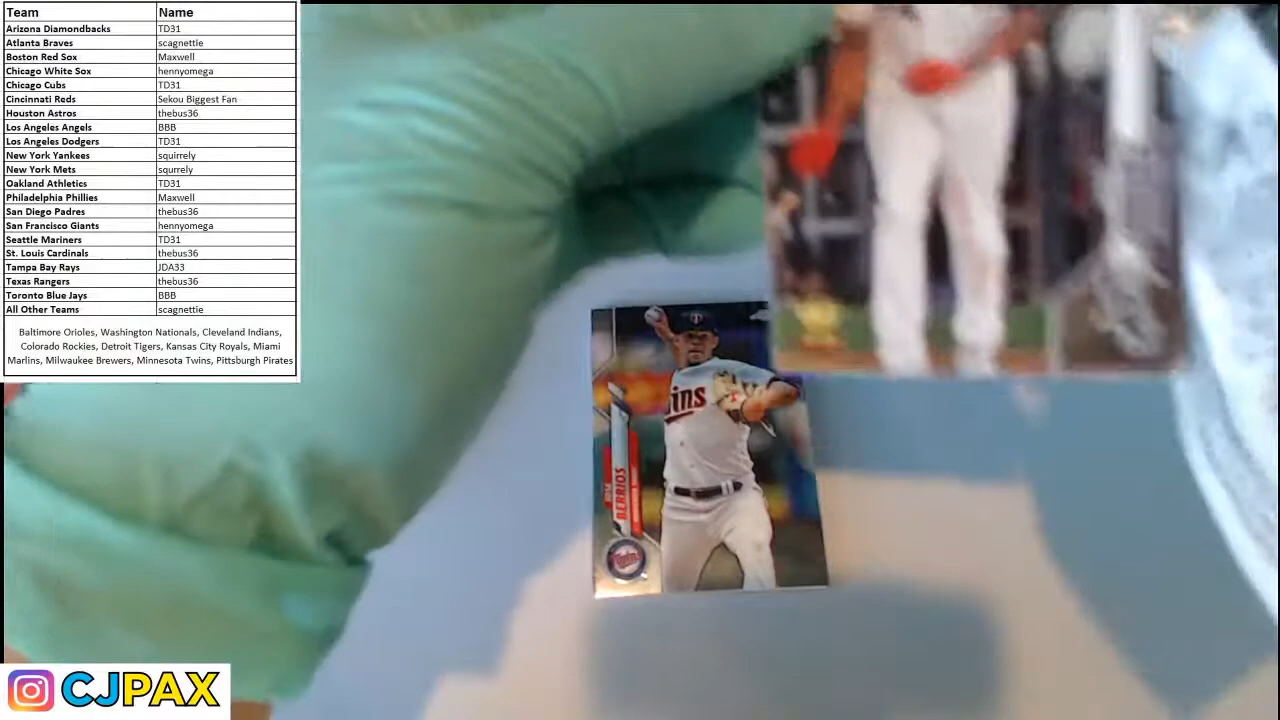 Team Name
Arizona Diamondbacks TD31
Atlanta Braves scagnettie
Boston Red Sox Maxwell
Chicago White Sox hennyomega
Chicago Cubs TD31
Cincinnati Reds Sekou Biggest Fan
Houston Astros thebus36
Los Angeles Angels BBB
Los Angeles Dodgers TD31
New York Yankees squirrely
New York Mets squrrely
Oakland Athletics TD31
Philadelphia Phillies Maxwell
San Diego Padres thebus36
San Francisco Giants hennyomega
Seattle Mariners TD31
St. Louis Cardinals thebus36
Tampa Bay Rays JDA33
Texas Rangers thebus36
Toronto Blue Jays BBB
All Other Teams scagnettie
Baltimore Orioles, Washington Nationals, Cleveland Indians,
Colorado Rockies, Detroit Tigers, Kansas City Royals, Miami
Marlins, Milwaukee Brewers, Minnesota Twins, Pittsburgh Pirates
BERRIOS
Twins
CJPAX